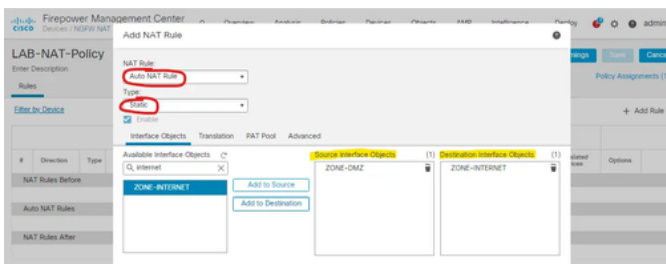 CISCO
Firepower Management Center
Devices / NGFW NAT
Overview Analysis Policies Devices Objects AMP Intelligence Deploy admin
Add NAT Rule
LAB-NAT-Policy
Enter Description
Rules
Cance
Policy Assignments (1
NAT Rule:
Auto NAT Rule
Type:
Static
Enable
Filter by Device
Add Rule
Interface Objects Translation PAT Pool Advanced
Available Interface Objects
Source Interface Objects (1)
Destination Interface Objects (1)
internet
ZONE-INTERNET
Add to Source
Add to Destination
ZONE-DMZ
ZONE-INTERNET
# Direction Type
Options
NAT Rules Before
Auto NAT Rules
NAT Rules After